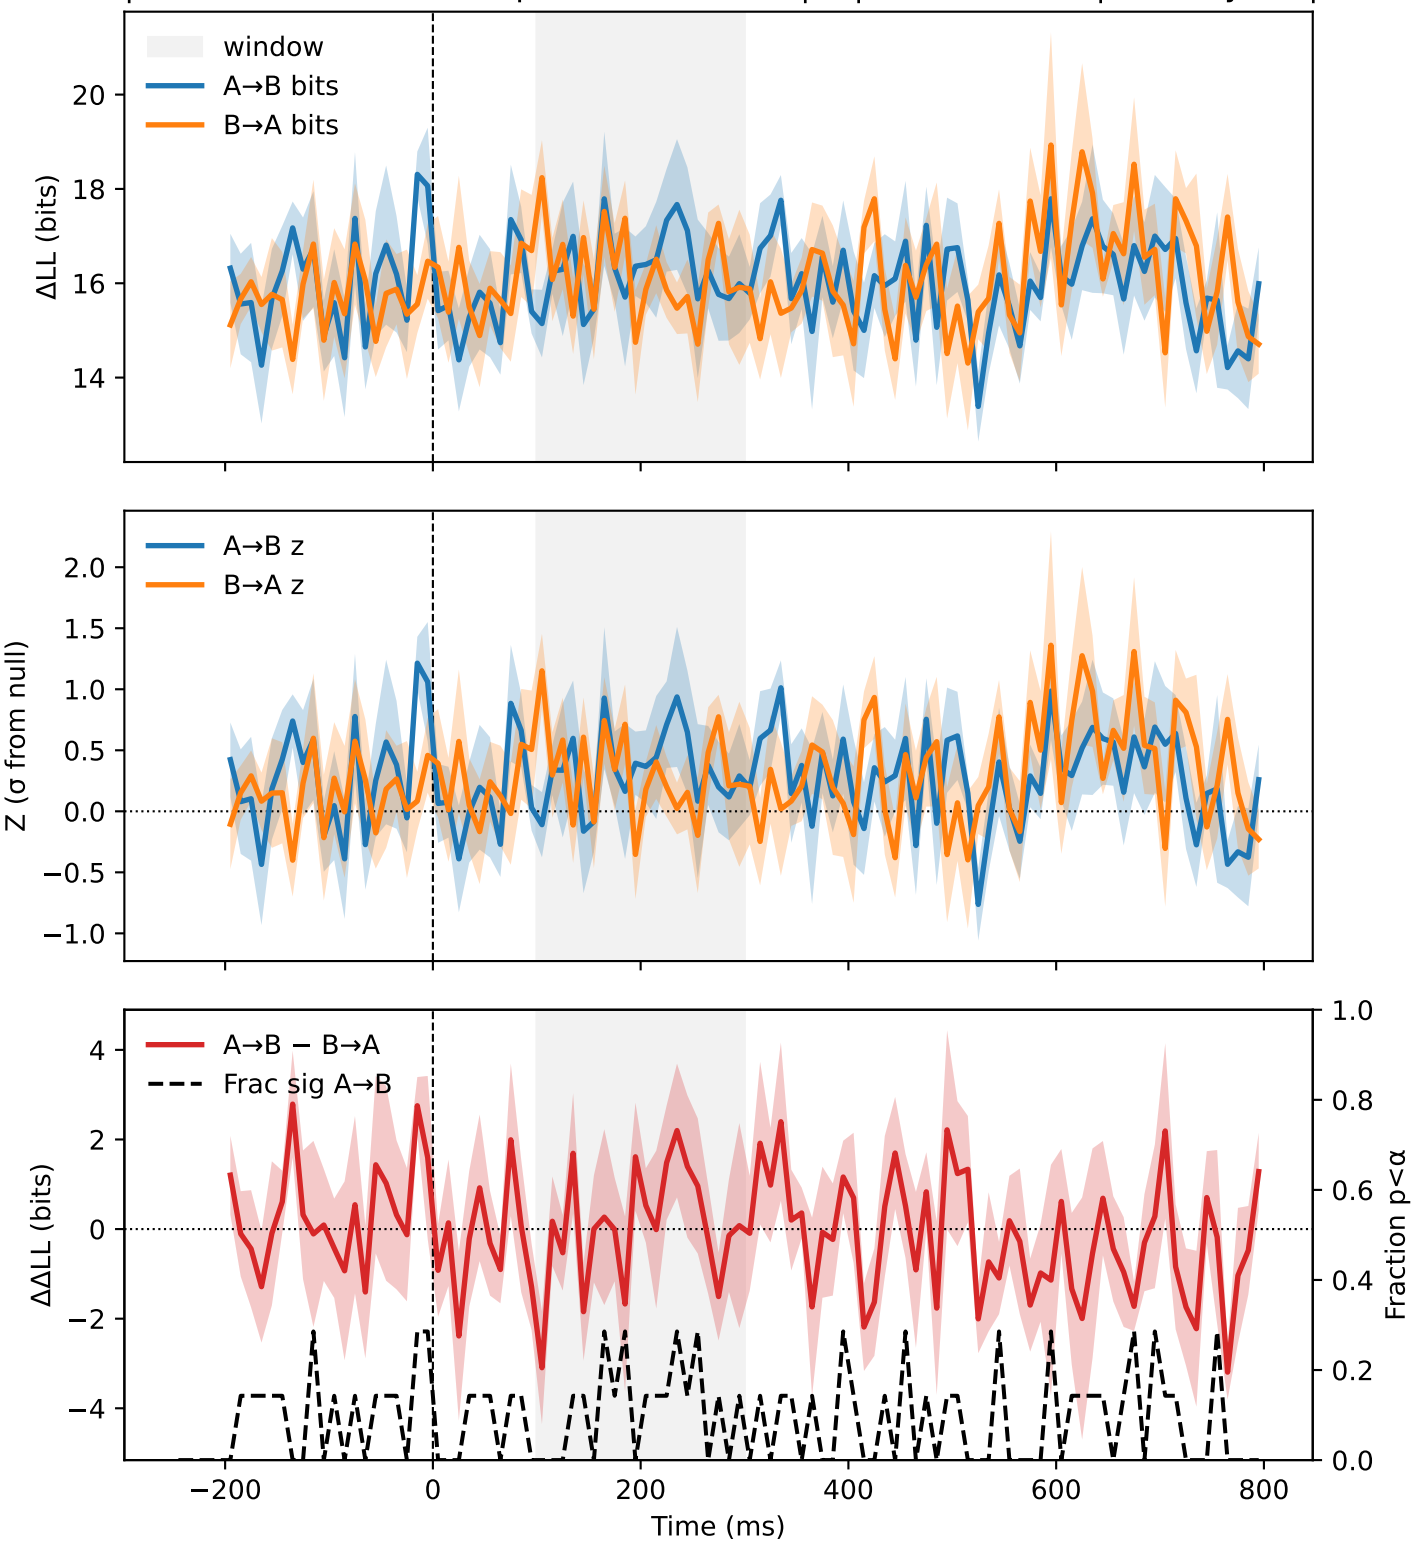 window
A→B bits
B→A bits
ΔLL (bits)
20
18
16
14
A→B z
B→A z
Z (σ from null)
2.0
1.5
1.0
0.5
0.0
−0.5
−1.0
A→B − B→A
Frac sig A→B
ΔΔLL (bits)
4
2
0
−2
−4
1.0
0.8
0.6
0.4
0.2
0.0
Fraction p<α
−200
0
200
400
600
800
Time (ms)